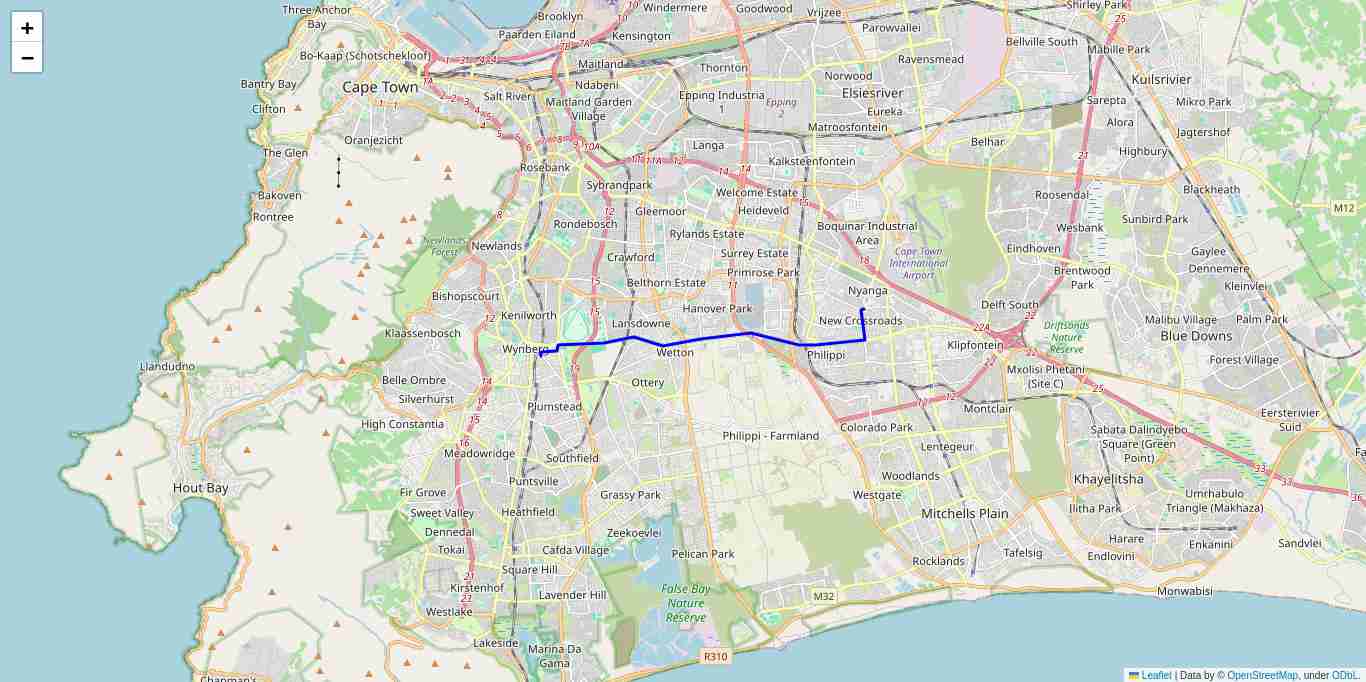 +
−
Three Anchor
Bay
Brooklyn
Windermere
Goodwood
Vrijzee
Shirley Park
Paarden Eiland
Kensington
Parowvallei
Bellville South
Mabille Park
Bo-Kaap (Schotschekloof)
Maitland
Thornton
Ravensmead
Kuilsrivier
Bantry Bay
Cape Town
Ndabeni
Norwood
Elsiesriver
Salt River
Maitland Garden
Village
Epping Industria
1
Epping
2
Sarepta
Mikro Park
Clifton
Eureka
Alora
Matroosfontein
Jagtershof
Oranjezicht
Langa
Belhar
Highbury
The Glen
Rosebank
Kalksteenfontein
Sybrandpark
Welcome Estate
Roosendal
Blackheath
Bakoven
Rontree
Gleemoor
Heideveld
M12
Rondebosch
Boquinar Industrial
Area
Wesbank
Sunbird Park
Newlands
Forest
Newlands
Rylands Estate
Crawford
Surrey Estate
Cape Town
International
Airport
Eindhoven
Gaylee
Primrose Park
Brentwood
Park
Dennemere
Belthorn Estate
Nyanga
Kleinvlei
Bishopscourt
Hanover Park
Delft South
Kenilworth
Lansdowne
New Crossroads
Malibu Village
Palm Park
Klaassenbosch
Driftsands
Nature
Reserve
Blue Downs
Wynberg
Wetton
Philippi
Klipfontein
Forest Village
Llandudno
Mxolisi Phetani
(Site C)
Belle Ombre
Ottery
Silverhurst
Plumstead
Montclair
Eersterivier
Suid
High Constantia
Colorado Park
Sabata Dalindyebo
Square (Green
Point)
Philippi - Farmland
Lentegeur
Meadowridge
Southfield
Woodlands
Khayelitsha
Hout Bay
Puntsville
Fir Grove
Grassy Park
Westgate
Umrhabulo
Triangle (Makhaza)
Sweet Valley
Heathfield
Mitchells Plain
Ilitha Park
Dennedal
Zeekoevlei
Harare
Enkanini
Sandvlei
Tokai
Cafda Village
Pelican Park
Tafelsig
Endlovini
Square Hill
Rocklands
Kirstenhof
Lavender Hill
False Bay
Nature
Reserve
M32
Monwabisi
Westlake
Lakeside
Marina Da
Gama
R310
Chapman's
Leaflet | Data by © OpenStreetMap, under ODbL.